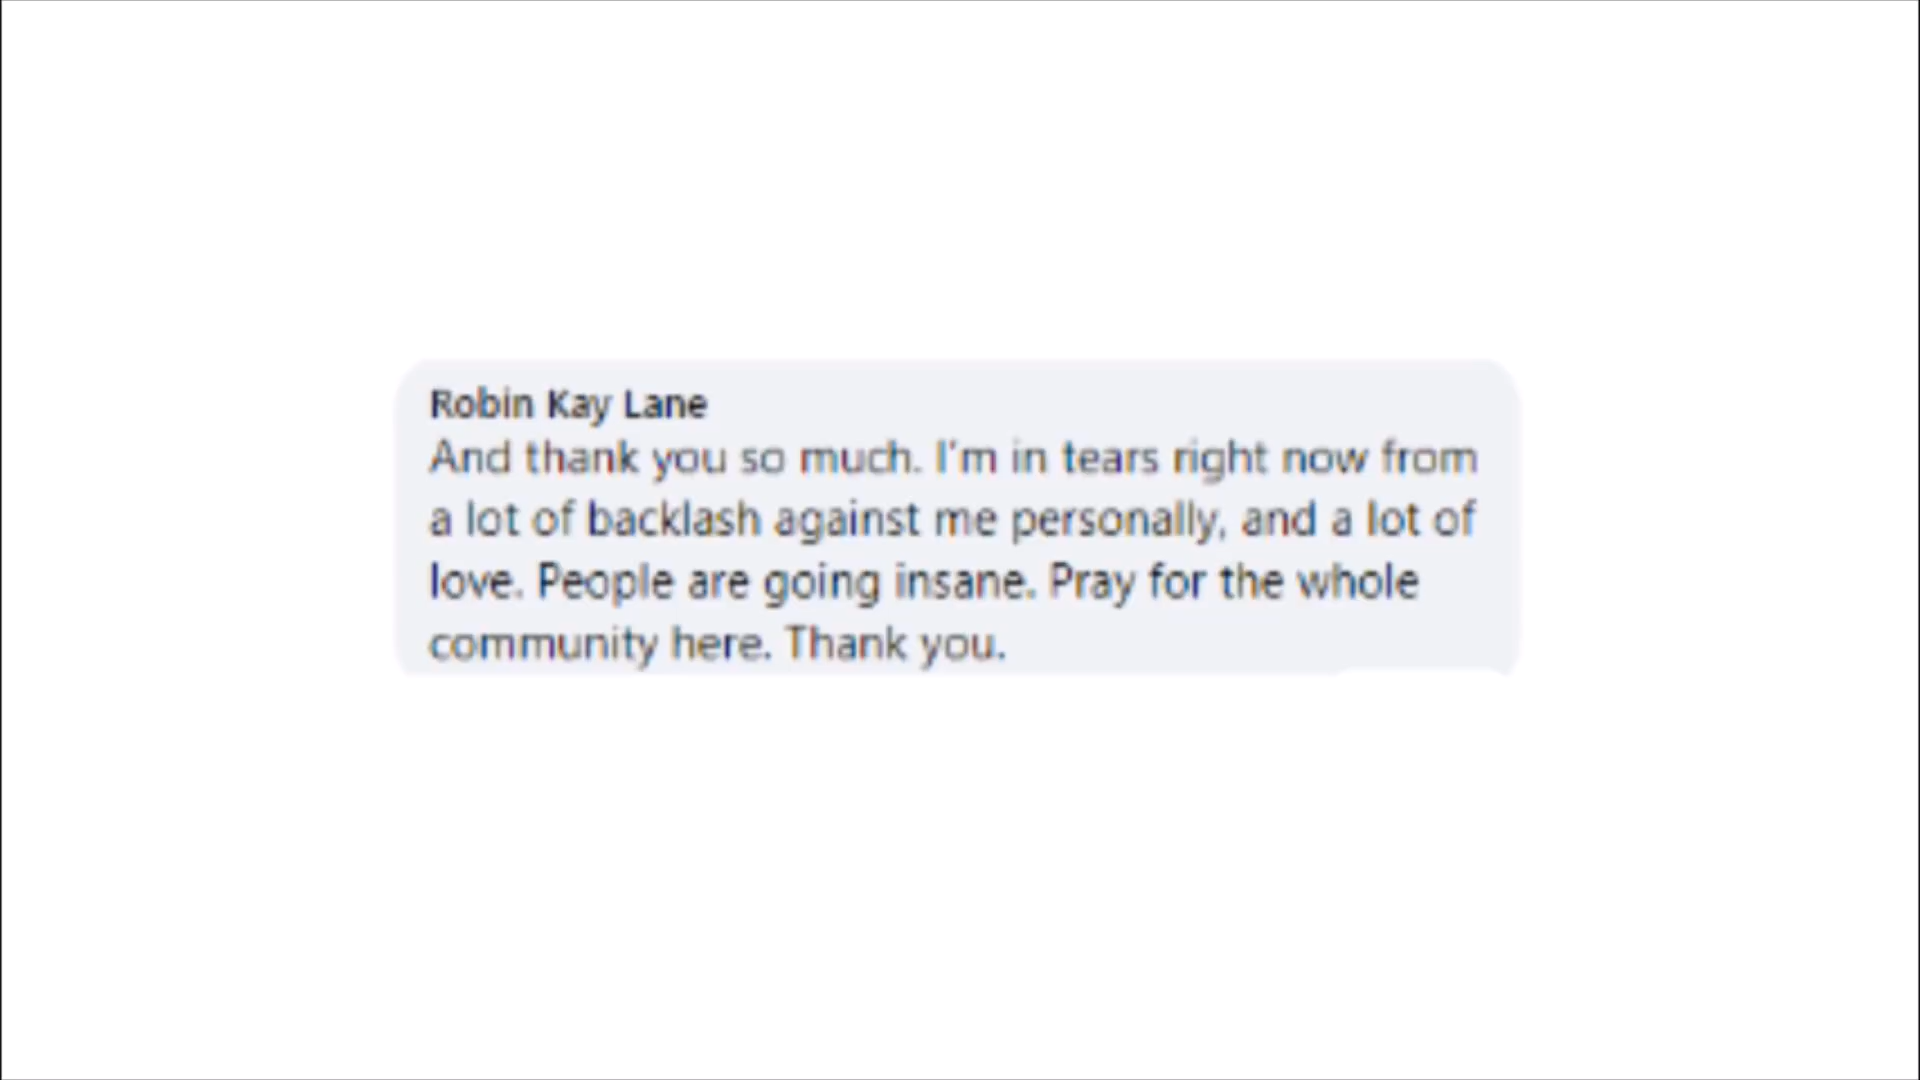 Robin Kay Lane
And thank you so much. I'm in tears right now from
a lot of backlash against me personally, and a lot of
love. People are going insane. Pray for the whole
community here. Thank you.